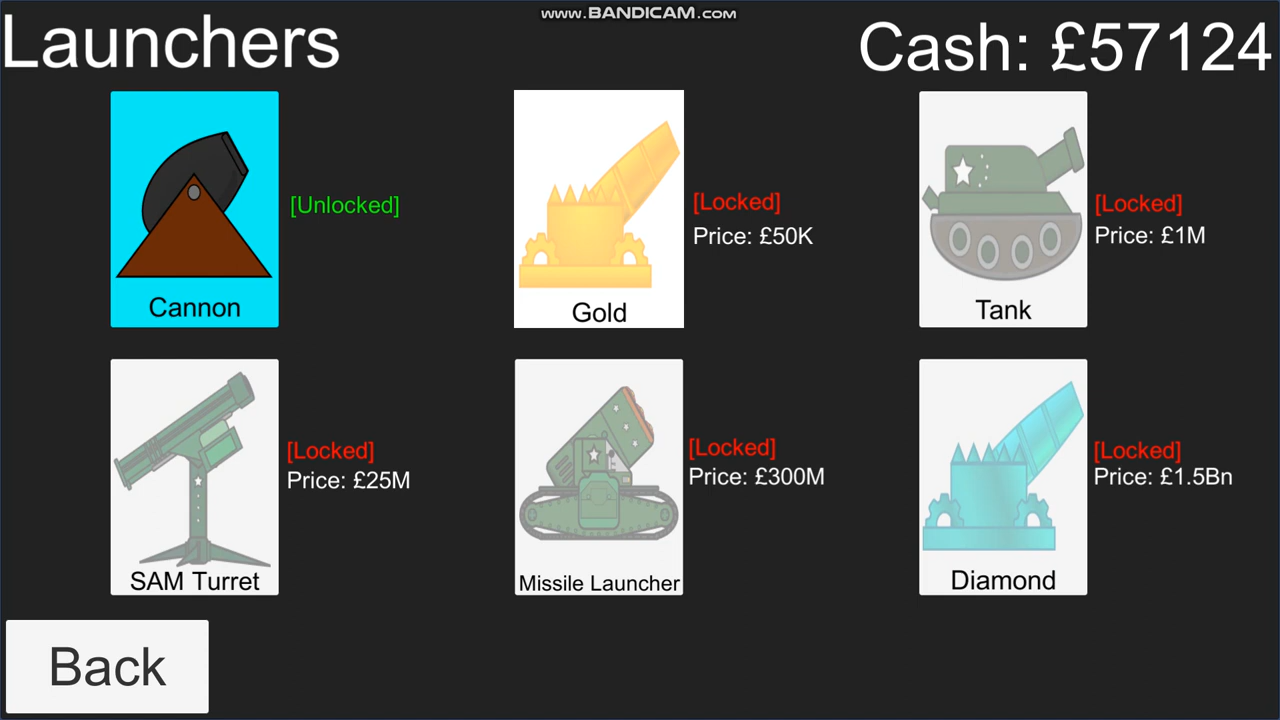 www.BANDICAM.com
Launchers
Cash: £57124
[Unlocked]
Cannon
[Locked]
Price: £50K
Gold
[Locked]
Price: £1M
Tank
[Locked]
Price: £25M
SAM Turret
[Locked]
Price: £300M
Missile Launcher
[Locked]
Price: £1.5Bn
Diamond
Back